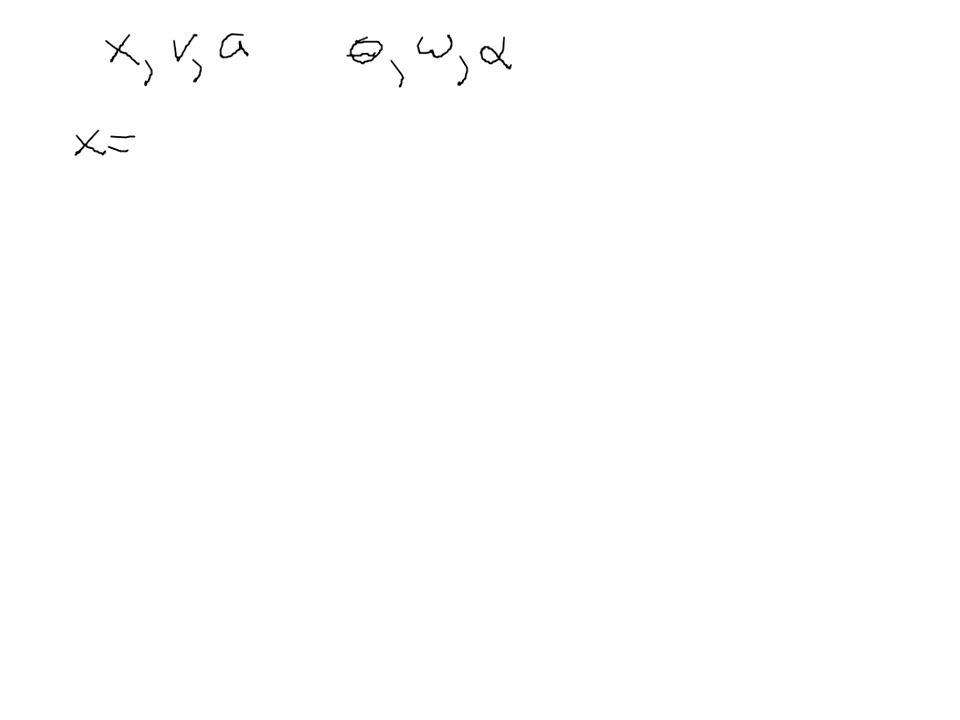 x, v, a θ, ω, α
x=